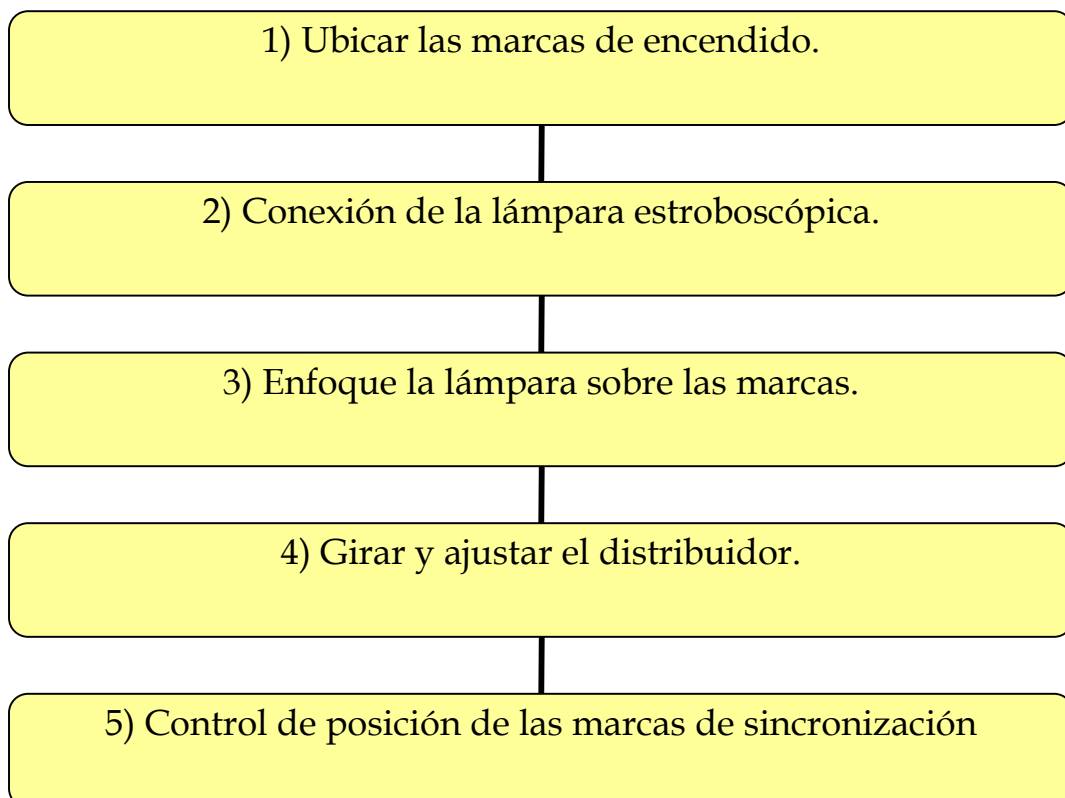 1) Ubicar las marcas de encendido.
2) Conexión de la lámpara estroboscópica.
3) Enfoque la lámpara sobre las marcas.
4) Girar y ajustar el distribuidor.
5) Control de posición de las marcas de sincronización